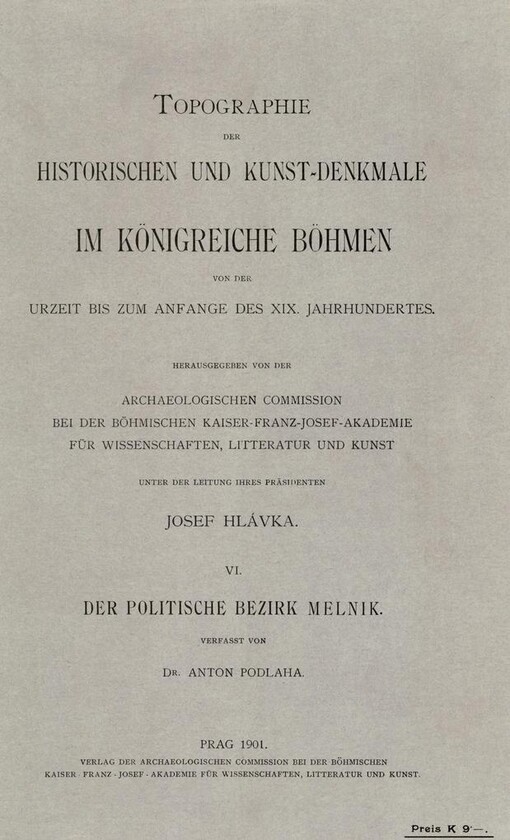 TOPOGRAPHIE
DER
HISTORISCHEN UND KUNST-DENKMALE
IM KÖNIGREICHE BÖHMEN
VON DER
URZEIT BIS ZUM ANFANGE DES XIX. JAHRHUNDERTES.
HERAUSGEGEBEN VON DER
ARCHAEOLOGISCHEN COMMISSION
BEI DER BÖHMISCHEN KAISER-FRANZ-JOSEF-AKADEMIE
FÜR WISSENSCHAFTEN, LITTERATUR UND KUNST
UNTER DER LEITUNG IHRES PRÄSIDENTEN
JOSEF HLÁVKA.
VI.
DER POLITISCHE BEZIRK MELNIK.
VERFASST VON
DR. ANTON PODLAHA.
PRAG 1901.
VERLAG DER ARCHAEOLOGISCHEN COMMISSION BEI DER BÖHMISCHEN
KAISER-FRANZ-JOSEF-AKADEMIE FÜR WISSENSCHAFTEN, LITTERATUR UND KUNST.
Preis K 9·—.